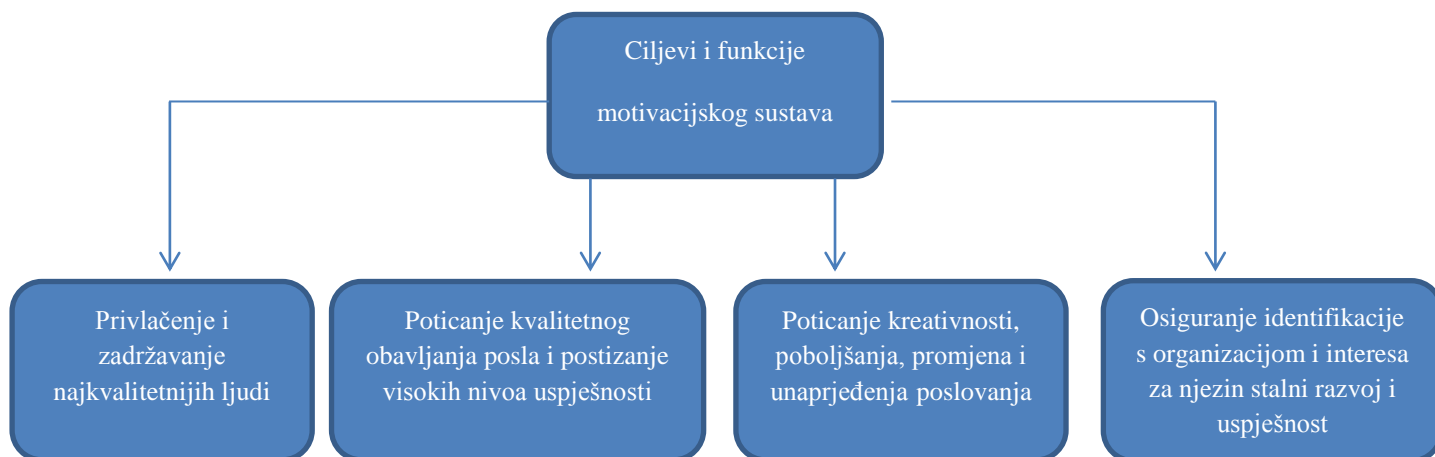 Ciljevi i funkcije
motivacijskog sustava
Privlačenje i
zadržavanje
najkvalitetnijih ljudi
Poticanje kvalitetnog
obavljanja posla i postizanje
visokih nivoa uspješnosti
Poticanje kreativnosti,
poboljšanja, promjena i
unaprjeđenja poslovanja
Osiguranje identifikacije
s organizacijom i interesa
za njezin stalni razvoj i
uspješnost